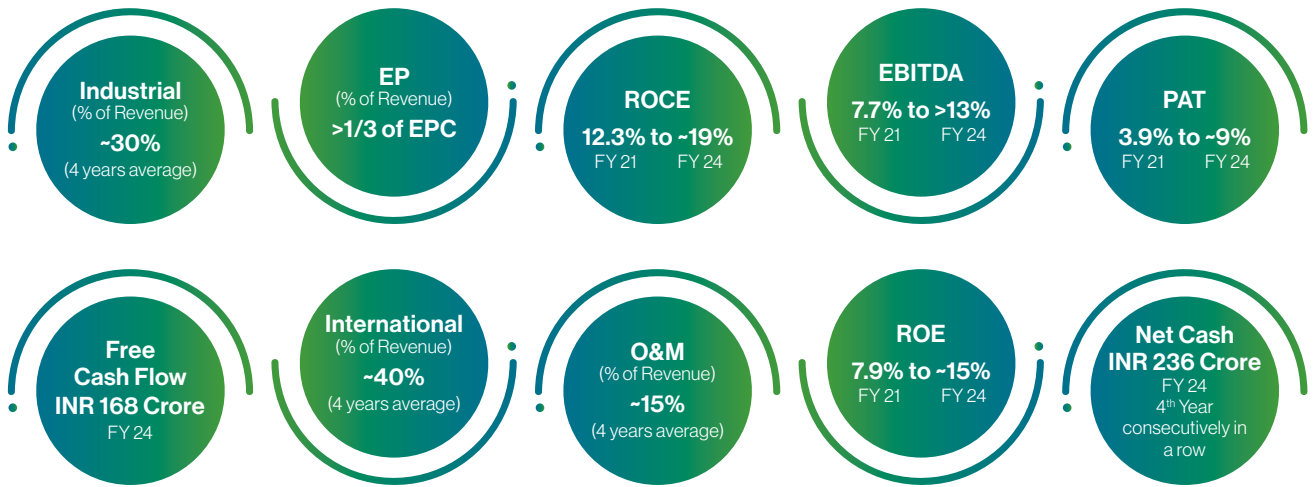 Industrial
(% of Revenue)
~30%
(4 years average)
EP
(% of Revenue)
>1/3 of EPC
ROCE
12.3% to ~19%
FY 21 FY 24
EBITDA
7.7% to >13%
FY 21 FY 24
PAT
3.9% to ~9%
FY 21 FY 24
Free
Cash Flow
INR 168 Crore
FY 24
International
(% of Revenue)
~40%
(4 years average)
O&M
(% of Revenue)
~15%
(4 years average)
ROE
7.9% to ~15%
FY 21 FY 24
Net Cash
INR 236 Crore
FY 24
4th Year
consecutively in
a row